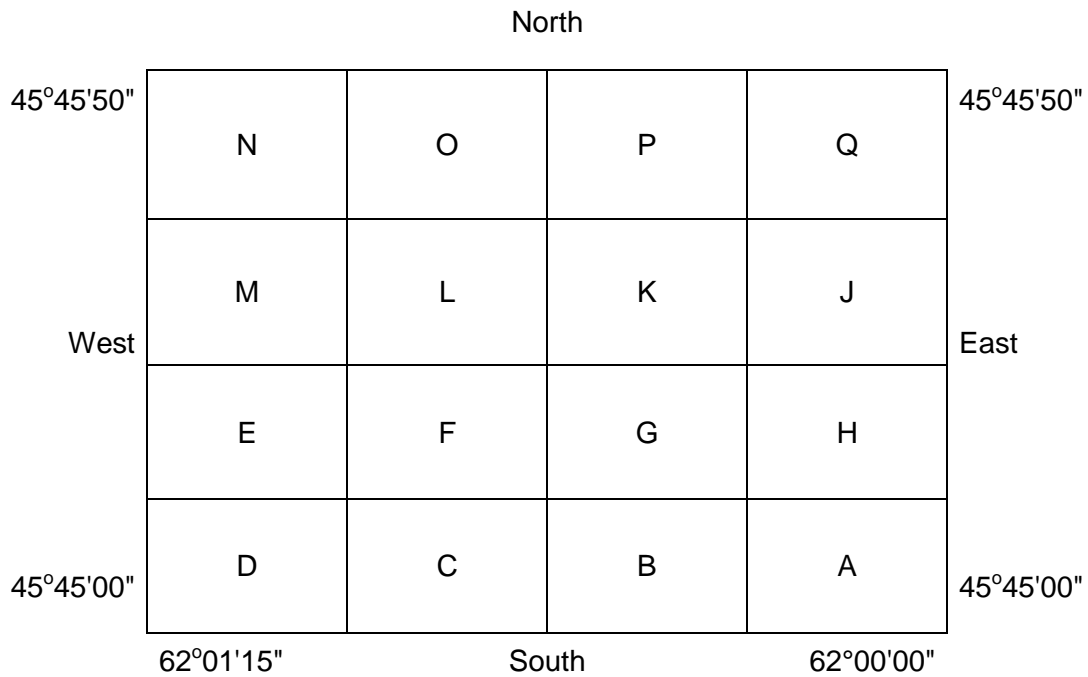 North
45°45'50" 45°45'50"
N O P Q
M L K J
West East
E F G H
D C B A
45°45'00" 45°45'00"
62°01'15" South 62°00'00"